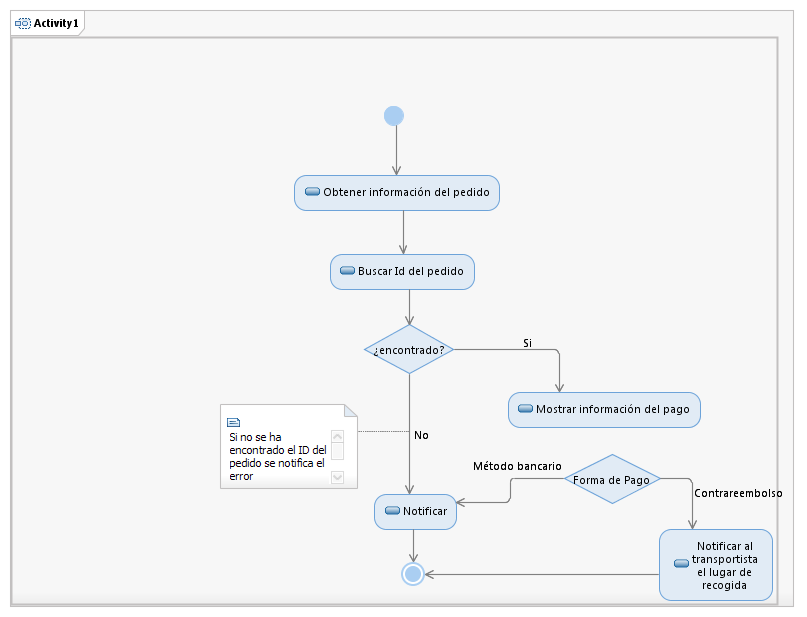 Activity1
Obtener información del pedido
Buscar Id del pedido
¿encontrado?
Si
Mostrar información del pago
Si no se ha
encontrado el ID del
pedido se notifica el
error
No
Método bancario
Forma de Pago
Contrareembolso
Notificar
Notificar al
transportista
el lugar de
recogida